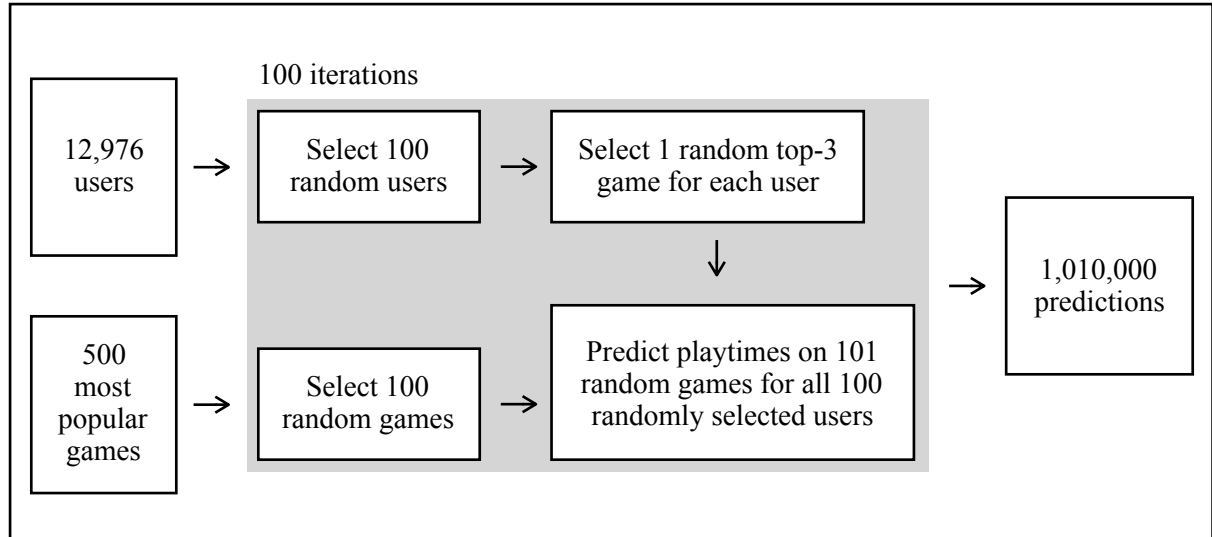 100 iterations
12,976
users
Select 100
random users
Select 1 random top-3
game for each user
500
most
popular
games
Select 100
random games
Predict playtimes on 101
random games for all 100
randomly selected users
1,010,000
predictions